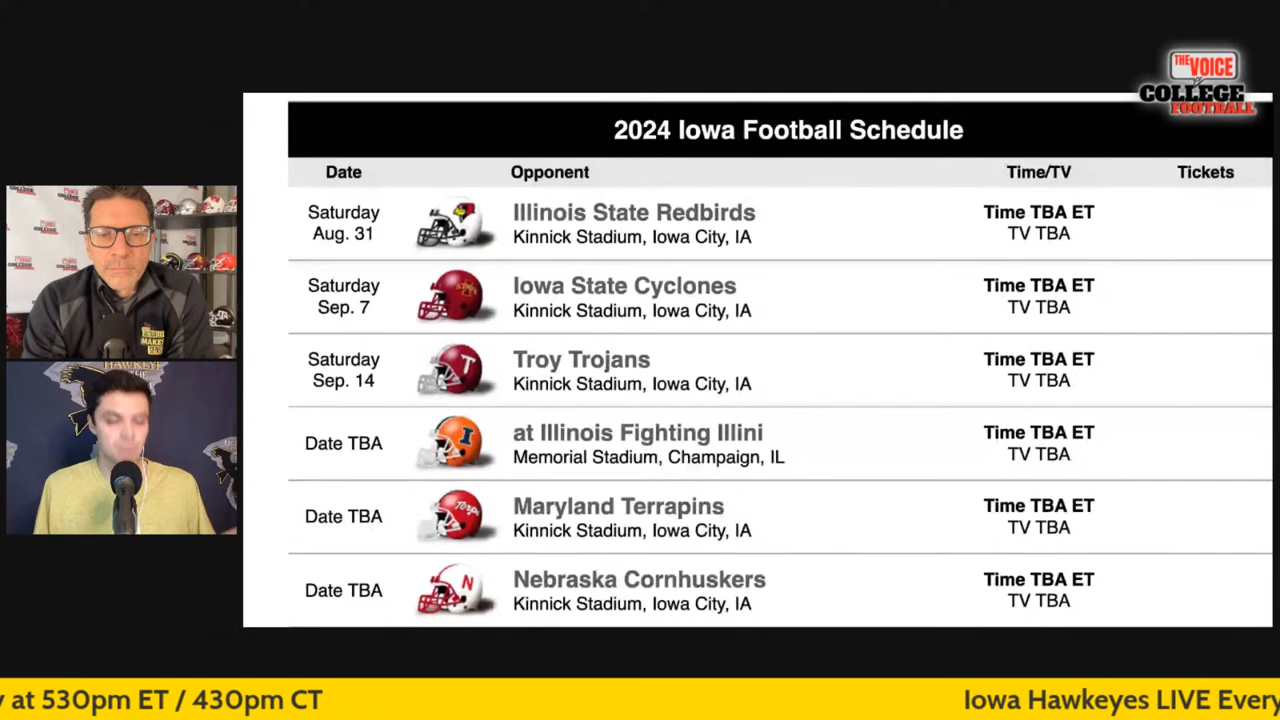 THE VOICE
OF
COLLEGE
FOOTBALL
2024 Iowa Football Schedule
Date Opponent Time/TV Tickets
Saturday
Aug. 31
Illinois State Redbirds
Kinnick Stadium, Iowa City, IA
Time TBA ET
TV TBA
Saturday
Sep. 7
Iowa State Cyclones
Kinnick Stadium, Iowa City, IA
Time TBA ET
TV TBA
Saturday
Sep. 14
T
Troy Trojans
Kinnick Stadium, Iowa City, IA
Time TBA ET
TV TBA
Date TBA
I
at Illinois Fighting Illini
Memorial Stadium, Champaign, IL
Time TBA ET
TV TBA
Date TBA
Terps
Maryland Terrapins
Kinnick Stadium, Iowa City, IA
Time TBA ET
TV TBA
Date TBA
N
Nebraska Cornhuskers
Kinnick Stadium, Iowa City, IA
Time TBA ET
TV TBA
HAWKEYE
y at 530pm ET / 430pm CT
Iowa Hawkeyes LIVE Every